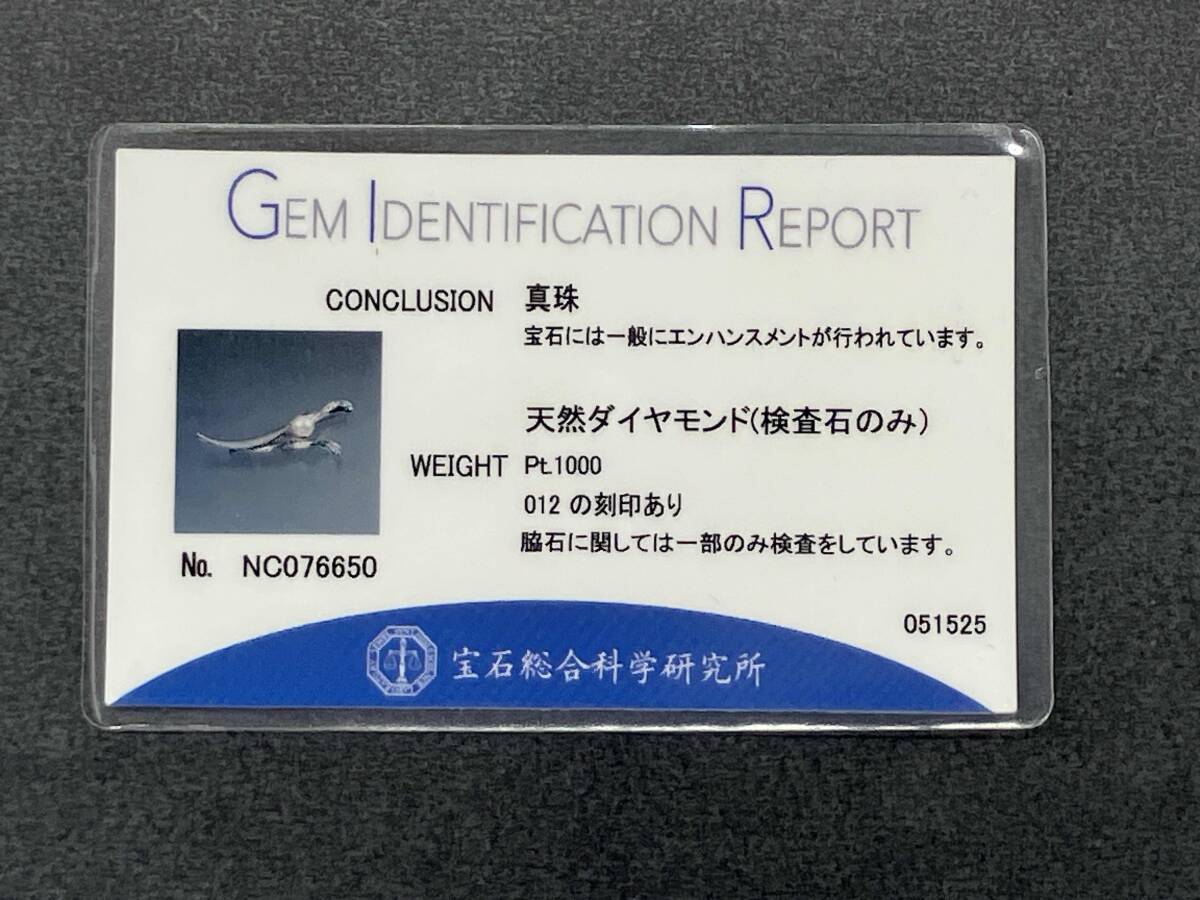 GEM IDENTIFICATION REPORT
CONCLUSION 真珠
宝石には一般にエンハンスメントが行われています。
天然ダイヤモンド(検査石のみ)
WEIGHT Pt.1000
012 の刻印あり
脇石に関しては一部のみ検査をしています。
No. NC076650
051525
宝石総合科学研究所